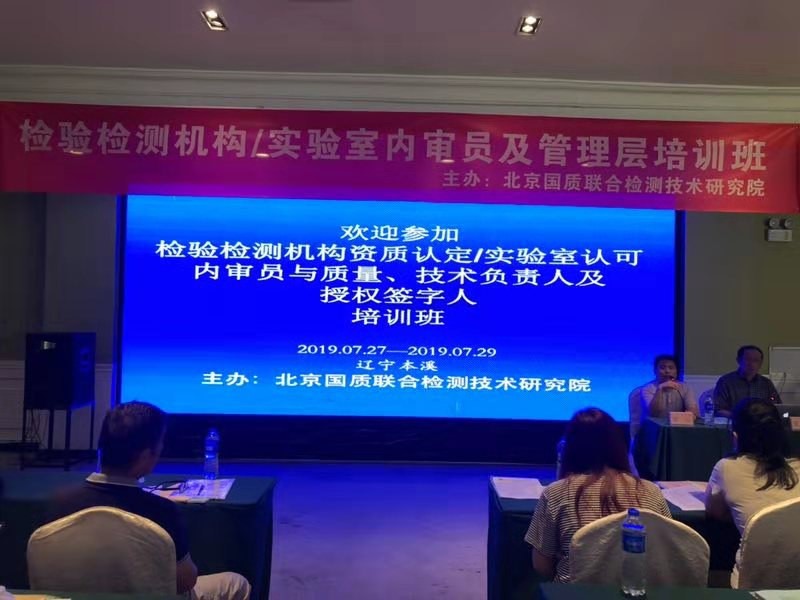 检验检测机构/实验室内审员及管理层培训班
主办：北京国质联合检测技术研究院
欢迎参加
检验检测机构资质认定/实验室认可
内审员与质量、技术负责人及
授权签字人
培训班
2019.07.27—2019.07.29
辽宁本溪
主办：北京国质联合检测技术研究院